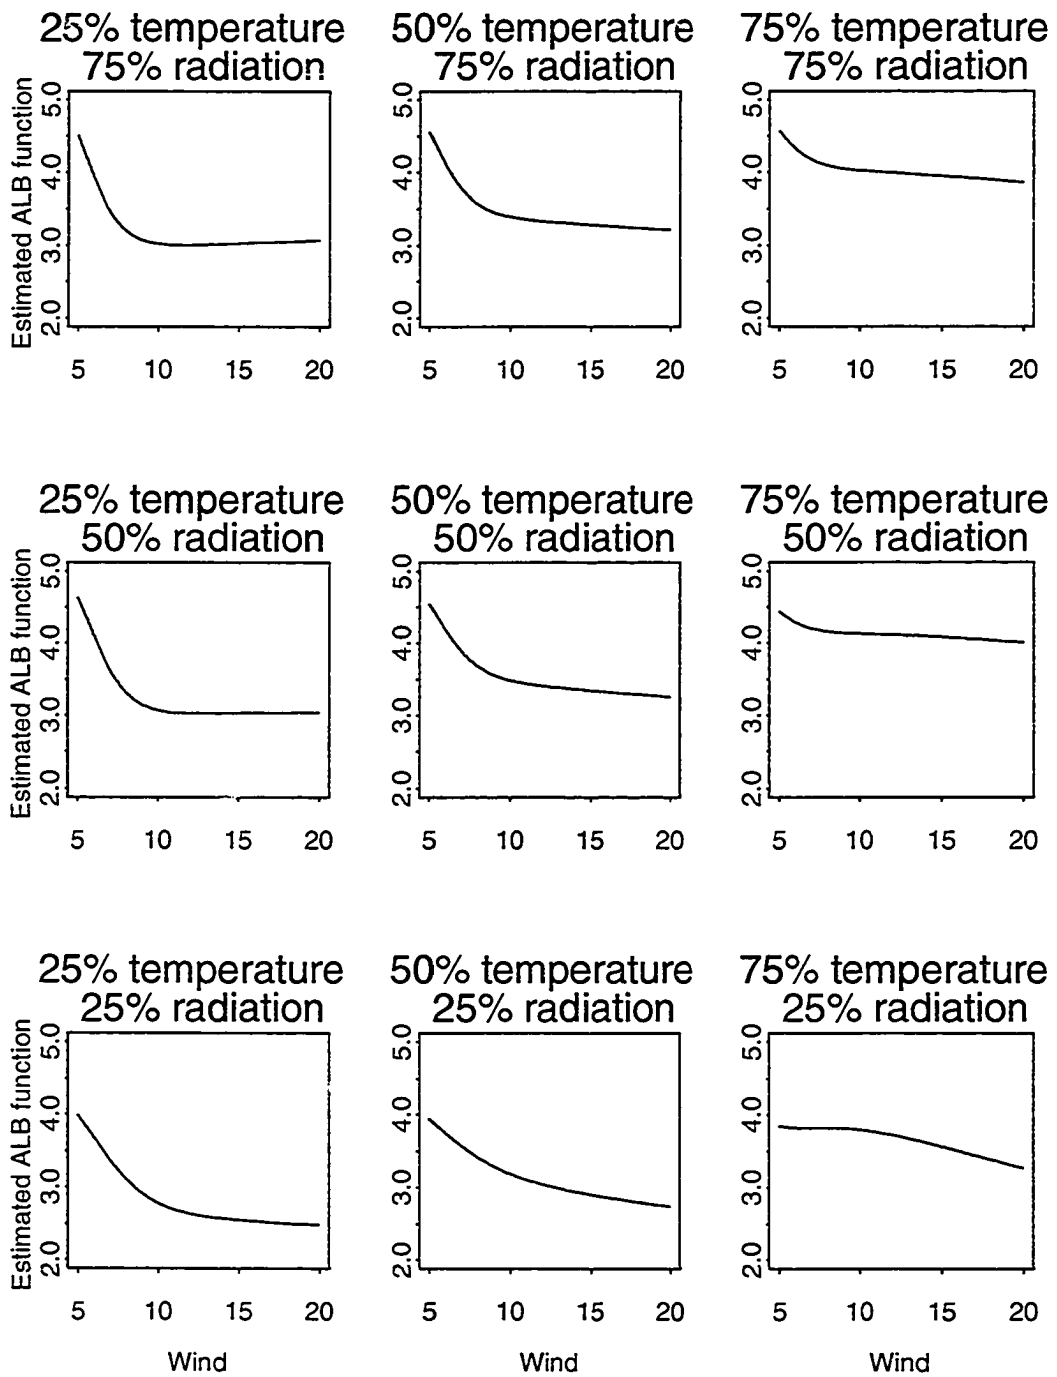 25% temperature
75% radiation
50% temperature
75% radiation
75% temperature
75% radiation
Estimated ALB function
5.0
4.0
3.0
2.0
5 10 15 20
5.0
4.0
3.0
2.0
5 10 15 20
5.0
4.0
3.0
2.0
5 10 15 20
25% temperature
50% radiation
50% temperature
50% radiation
75% temperature
50% radiation
Estimated ALB function
5.0
4.0
3.0
2.0
5 10 15 20
5.0
4.0
3.0
2.0
5 10 15 20
5.0
4.0
3.0
2.0
5 10 15 20
25% temperature
25% radiation
50% temperature
25% radiation
75% temperature
25% radiation
Estimated ALB function
5.0
4.0
3.0
2.0
5 10 15 20
Wind
5.0
4.0
3.0
2.0
5 10 15 20
Wind
5.0
4.0
3.0
2.0
5 10 15 20
Wind